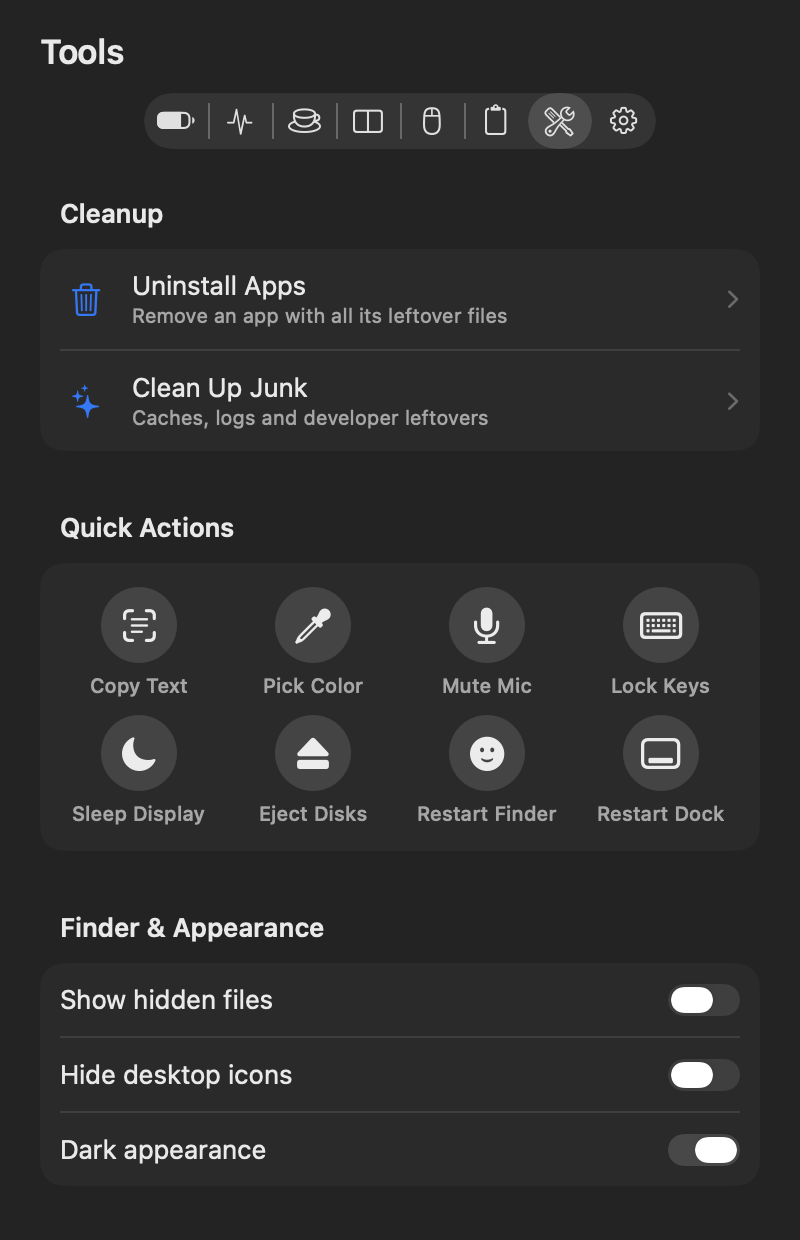 Tools
Cleanup
Uninstall Apps
Remove an app with all its leftover files
Clean Up Junk
Caches, logs and developer leftovers
Quick Actions
Copy Text
Pick Color
Mute Mic
Lock Keys
Sleep Display
Eject Disks
Restart Finder
Restart Dock
Finder & Appearance
Show hidden files
Hide desktop icons
Dark appearance